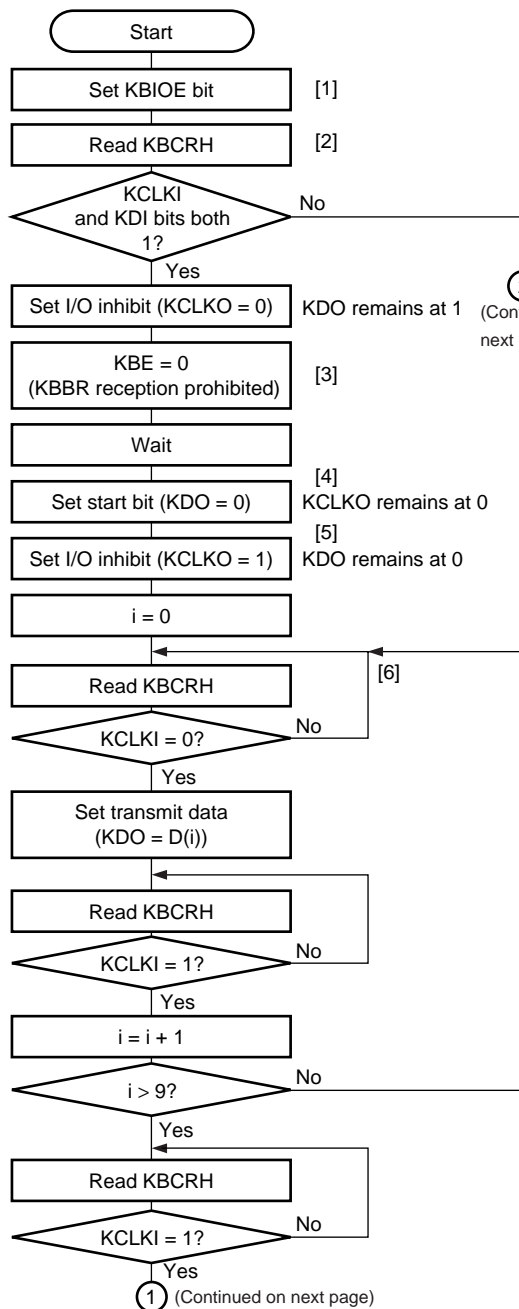 Start
Set KBIOE bit
[1]
Read KBCRH
[2]
KCLKI
and KDI bits both
1?
No
Yes
Set I/O inhibit (KCLKO = 0)
KDO remains at 1
(Con
next
KBE = 0
(KBBR reception prohibited)
[3]
Wait
[4]
Set start bit (KDO = 0)
KCLKO remains at 0
[5]
Set I/O inhibit (KCLKO = 1)
KDO remains at 0
i = 0
[6]
Read KBCRH
KCLKI = 0?
No
Yes
Set transmit data
(KDO = D(i))
Read KBCRH
KCLKI = 1?
No
Yes
i = i + 1
i > 9?
No
Yes
Read KBCRH
KCLKI = 1?
No
Yes
1 (Continued on next page)